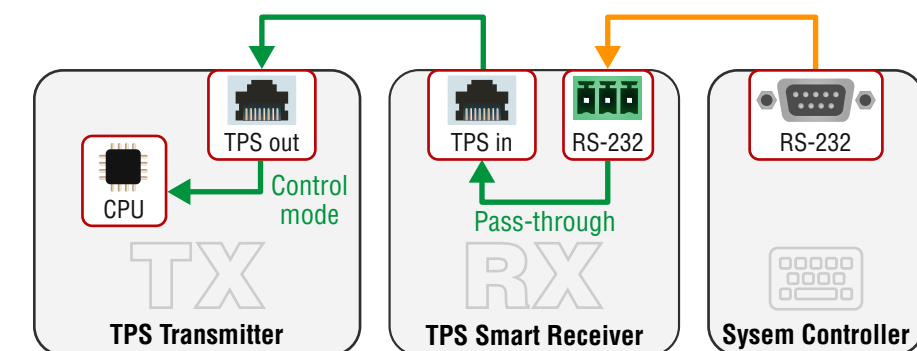 TPS out
CPU
Control
mode
TX
TPS Transmitter
TPS in
RS-232
Pass-through
RX
TPS Smart Receiver
RS-232
Sysem Controller